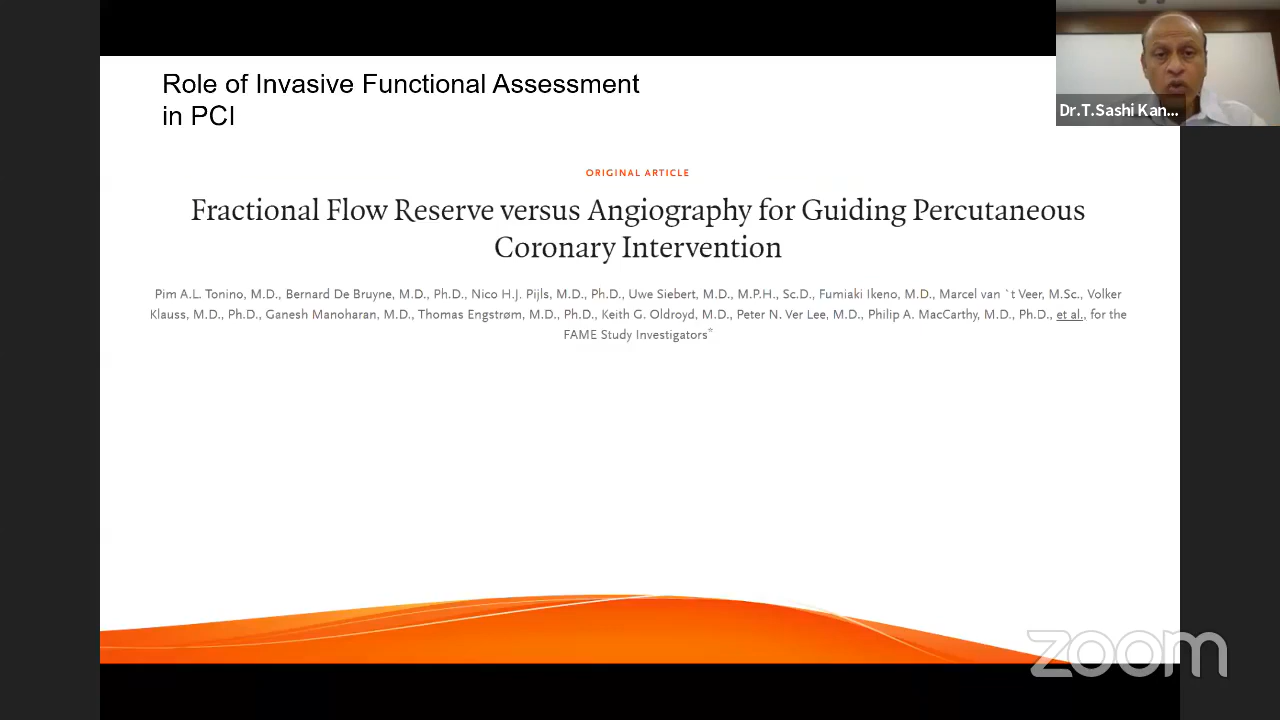 Role of Invasive Functional Assessment
in PCI
Dr.T.Sashi Kan...
ORIGINAL ARTICLE
Fractional Flow Reserve versus Angiography for Guiding Percutaneous
Coronary Intervention
Pim A.L. Tonino, M.D., Bernard De Bruyne, M.D., Ph.D., Nico H.J. Pijls, M.D., Ph.D., Uwe Siebert, M.D., M.P.H., Sc.D., Fumiaki Ikeno, M.D., Marcel van `t Veer, M.Sc., Volker
Klauss, M.D., Ph.D., Ganesh Manoharan, M.D., Thomas Engstrøm, M.D., Ph.D., Keith G. Oldroyd, M.D., Peter N. Ver Lee, M.D., Philip A. MacCarthy, M.D., Ph.D., et al., for the
FAME Study Investigators*
zoom